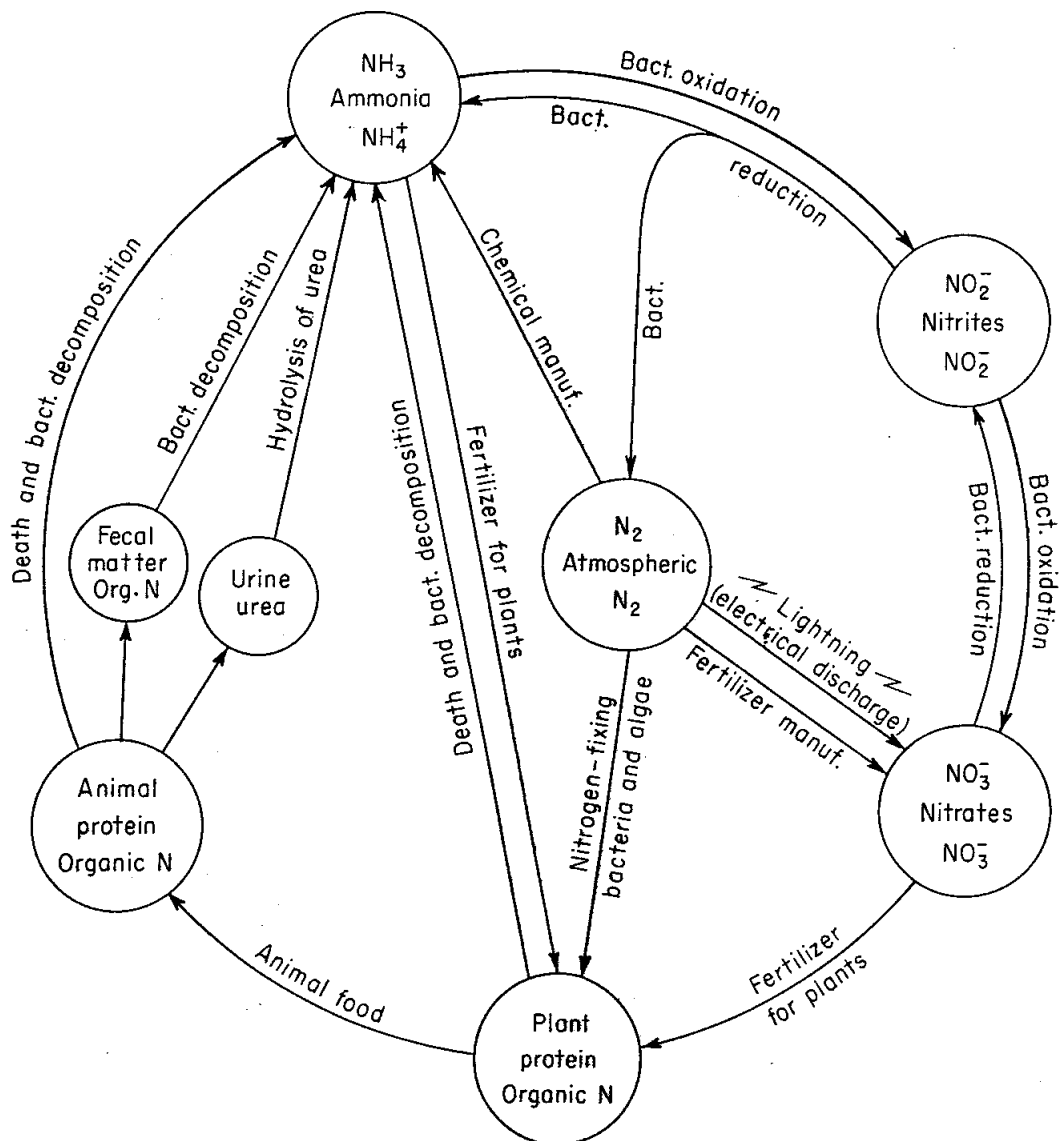 NH₃
Ammonia
NH₄⁺
Bact. oxidation
Bact.
reduction
Bact.
Chemical manuf.
NO₂⁻
Nitrites
NO₂⁻
Death and bact. decomposition
Bact. decomposition
Hydrolysis of urea
Death and bact. decomposition
Fertilizer for plants
Bact. reduction
Bact. oxidation
Fecal
matter
Org. N
Urine
urea
N₂
Atmospheric
N₂
Lightning
(electrical discharge)
Fertilizer manuf.
Nitrogen-fixing
bacteria and algae
NO₃⁻
Nitrates
NO₃⁻
Animal
protein
Organic N
Animal food
Fertilizer
for plants
Plant
protein
Organic N